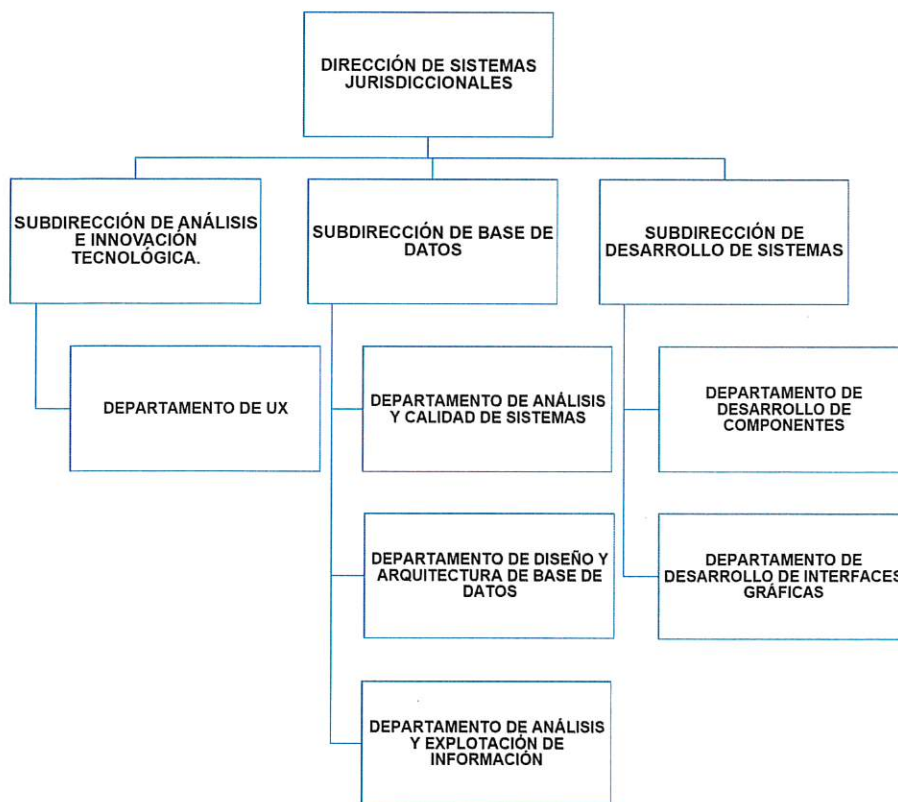 DIRECCIÓN DE SISTEMAS
JURISDICCIONALES
SUBDIRECCIÓN DE ANÁLISIS
E INNOVACIÓN
TECNOLÓGICA.
SUBDIRECCIÓN DE BASE DE
DATOS
SUBDIRECCIÓN DE
DESARROLLO DE SISTEMAS
DEPARTAMENTO DE UX
DEPARTAMENTO DE ANÁLISIS
Y CALIDAD DE SISTEMAS
DEPARTAMENTO DE
DESARROLLO DE
COMPONENTES
DEPARTAMENTO DE DISEÑO Y
ARQUITECTURA DE BASE DE
DATOS
DEPARTAMENTO DE
DESARROLLO DE INTERFACES
GRÁFICAS
DEPARTAMENTO DE ANÁLISIS
Y EXPLOTACIÓN DE
INFORMACIÓN